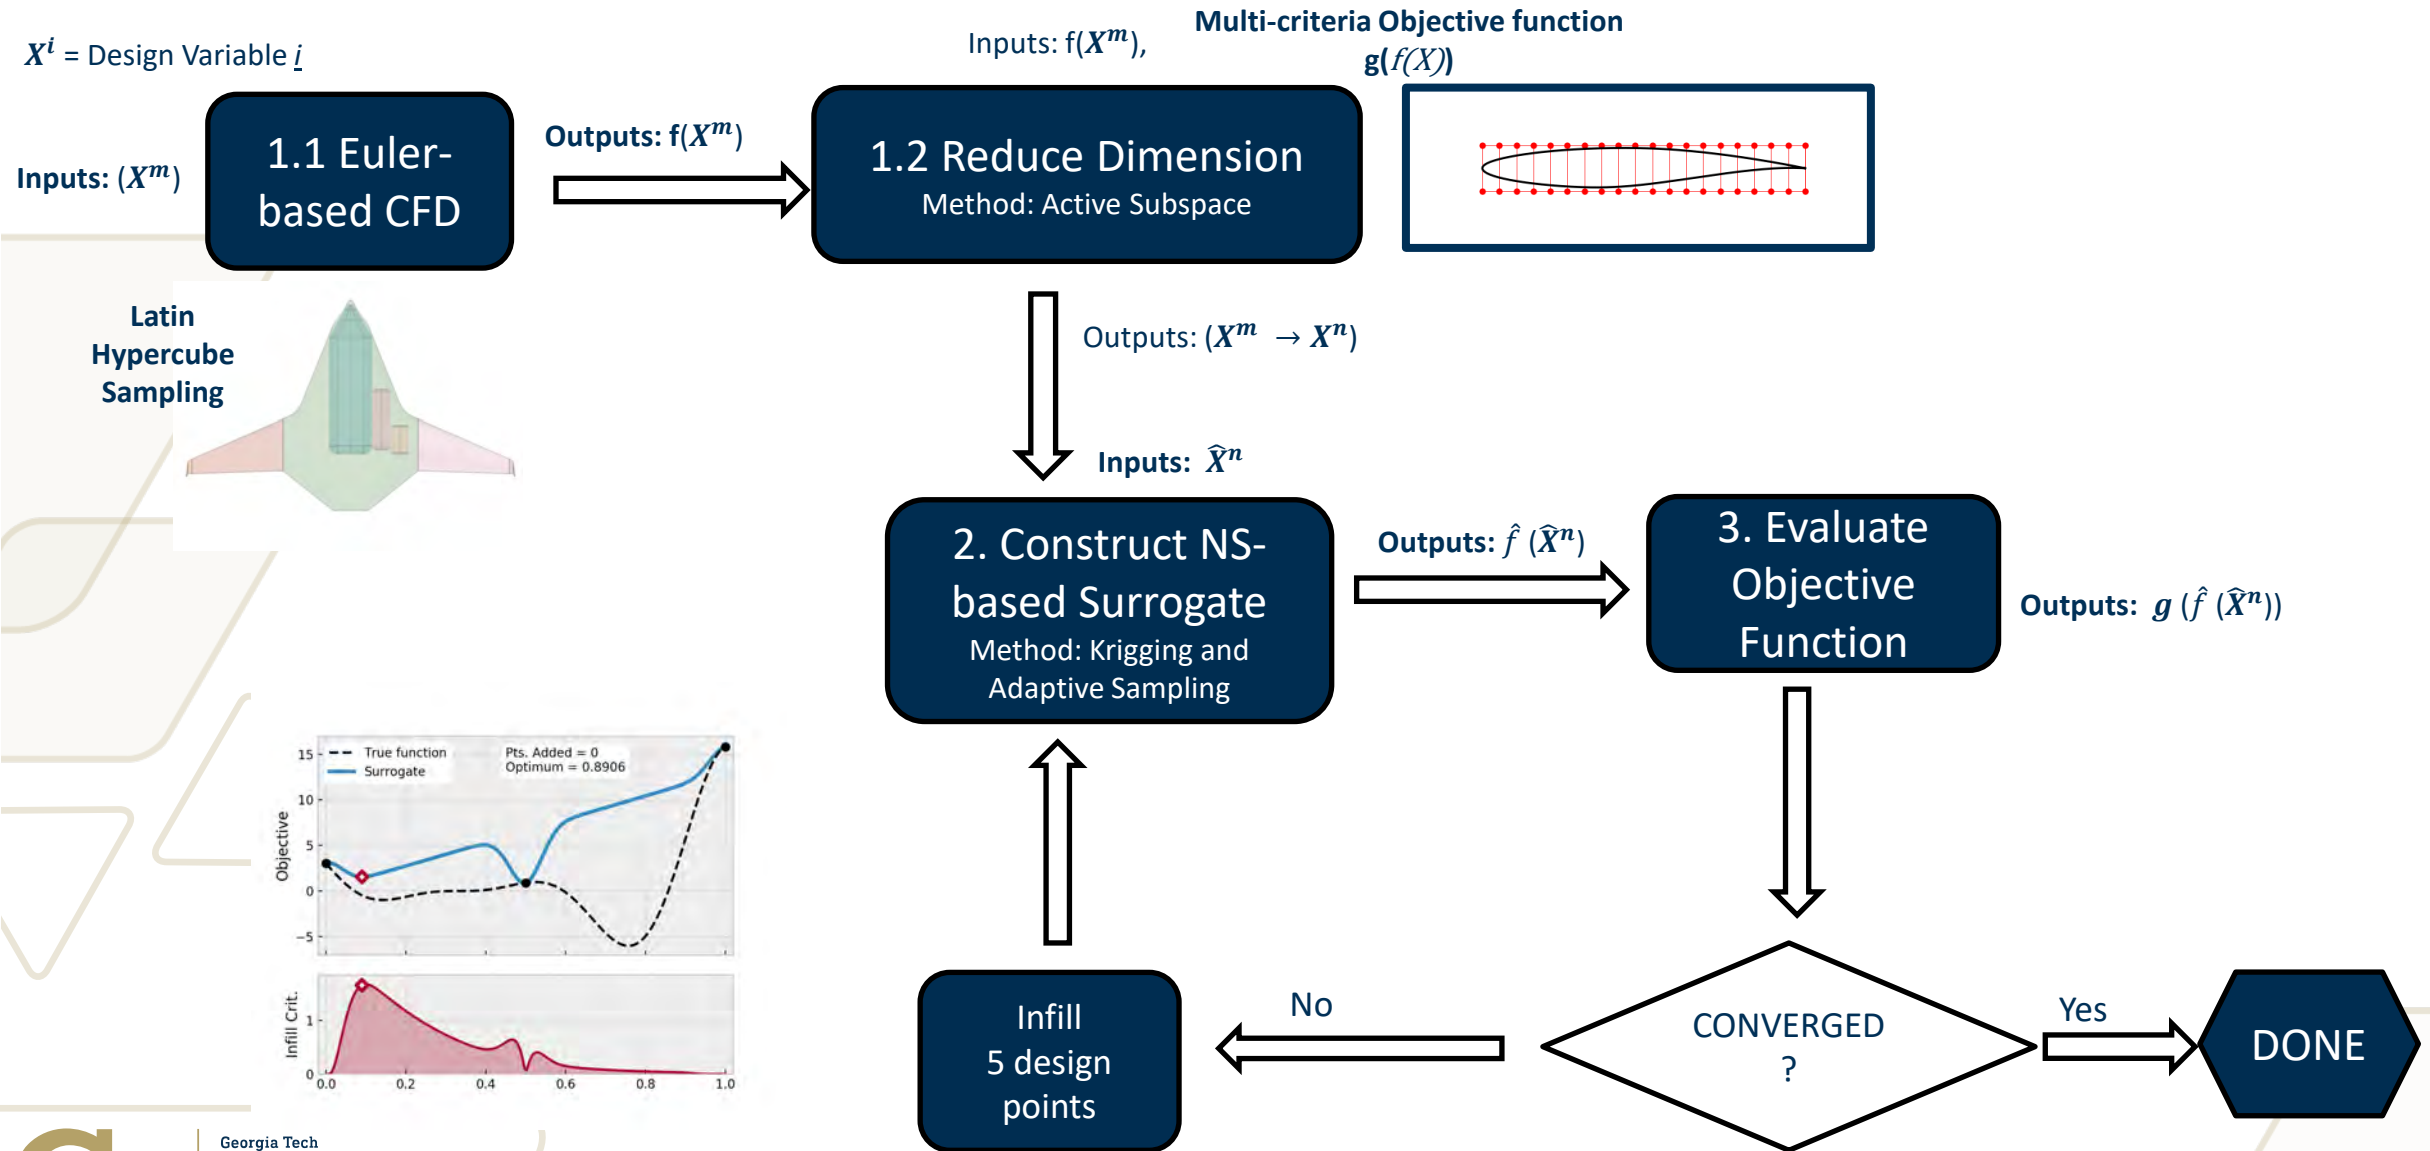 𝑿ⁱ = Design Variable i
Inputs: f(𝑿ᵐ),
Multi-criteria Objective function
g(f(X))
Inputs: (𝑿ᵐ)
1.1 Euler-
based CFD
Outputs: f(𝑿ᵐ)
1.2 Reduce Dimension
Method: Active Subspace
Latin
Hypercube
Sampling
Outputs: (𝑿ᵐ → 𝑿ⁿ)
Inputs: 𝑿̂ⁿ
2. Construct NS-
based Surrogate
Method: Krigging and
Adaptive Sampling
Outputs: f̂ (𝑿̂ⁿ)
3. Evaluate
Objective
Function
Outputs: g (f̂ (𝑿̂ⁿ))
True function
Surrogate
Pts. Added = 0
Optimum = 0.8906
Objective
15
10
5
0
−5
Infill Crit.
1
0
0.0 0.2 0.4 0.6 0.8 1.0
Infill
5 design
points
No
CONVERGED
?
Yes
DONE
Georgia Tech